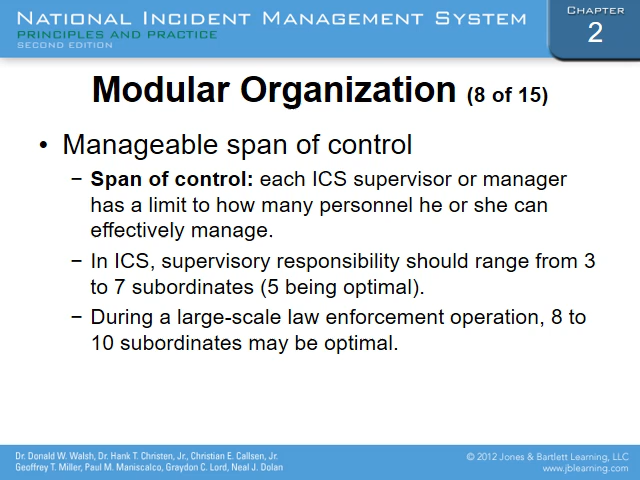 NATIONAL INCIDENT MANAGEMENT SYSTEM
PRINCIPLES AND PRACTICE
SECOND EDITION
CHAPTER
2
Modular Organization (8 of 15)
• Manageable span of control
– Span of control: each ICS supervisor or manager
has a limit to how many personnel he or she can
effectively manage.
– In ICS, supervisory responsibility should range from 3
to 7 subordinates (5 being optimal).
– During a large-scale law enforcement operation, 8 to
10 subordinates may be optimal.
Dr. Donald W. Walsh, Dr. Hank T. Christen, Jr., Christian E. Callsen, Jr.
Geoffrey T. Miller, Paul M. Maniscalco, Graydon C. Lord, Neal J. Dolan
© 2012 Jones & Bartlett Learning, LLC
www.jblearning.com